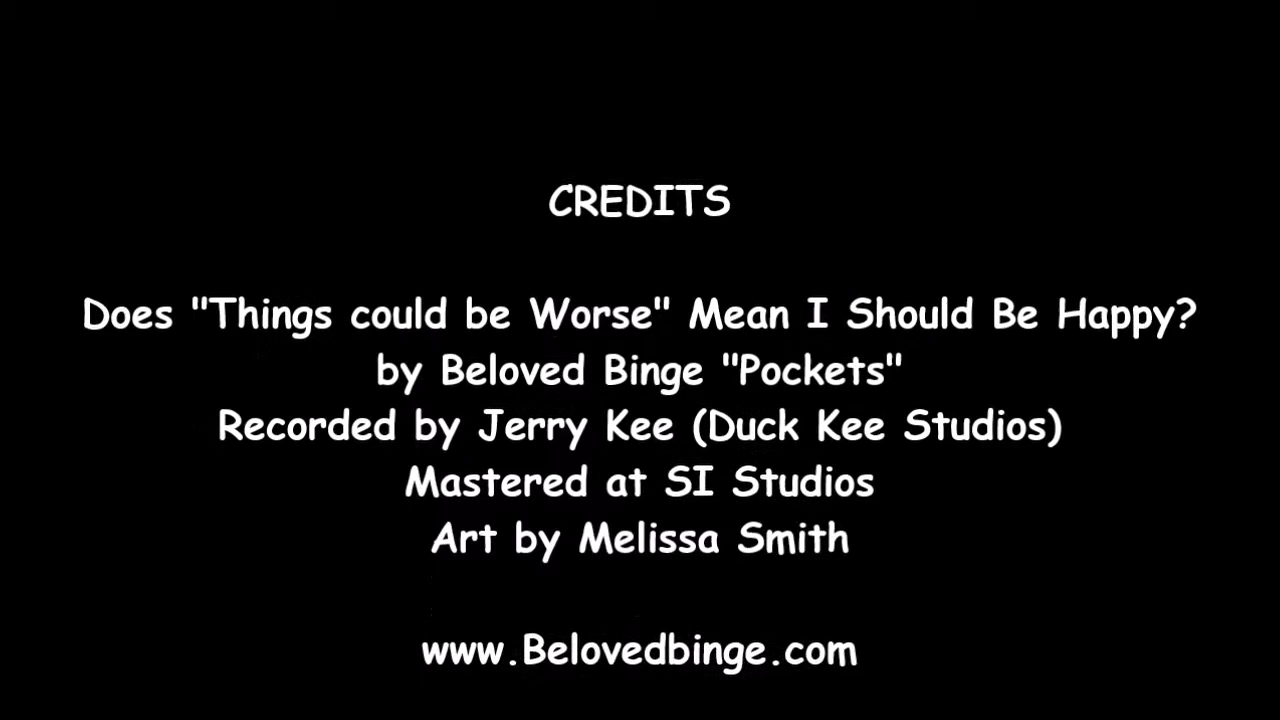 CREDITS
Does "Things could be Worse" Mean I Should Be Happy?
by Beloved Binge "Pockets"
Recorded by Jerry Kee (Duck Kee Studios)
Mastered at SI Studios
Art by Melissa Smith
www.Belovedbinge.com